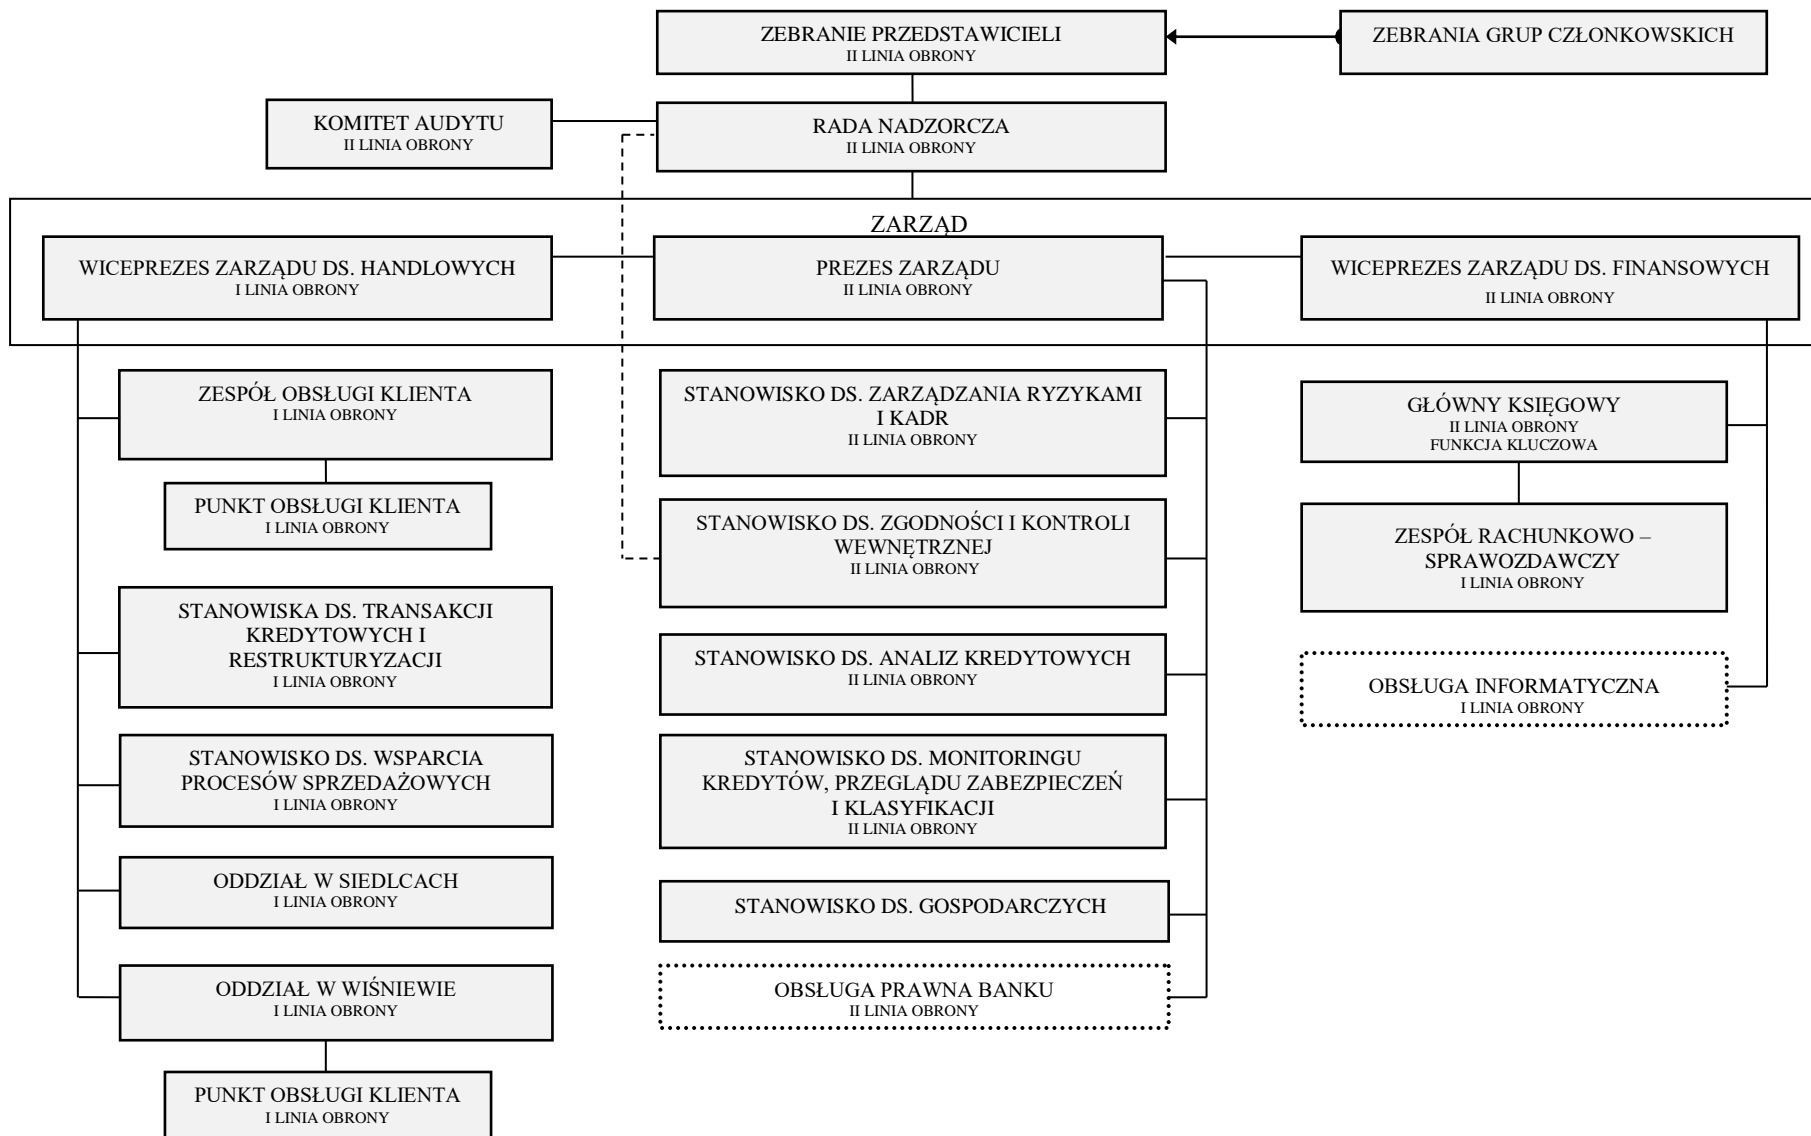 ZEBRANIE PRZEDSTAWICIELI
II LINIA OBRONY
ZEBRANIA GRUP CZŁONKOWSKICH
KOMITET AUDYTU
II LINIA OBRONY
RADA NADZORCZA
II LINIA OBRONY
ZARZĄD
WICEPREZES ZARZĄDU DS. HANDLOWYCH
I LINIA OBRONY
PREZES ZARZĄDU
II LINIA OBRONY
WICEPREZES ZARZĄDU DS. FINANSOWYCH
II LINIA OBRONY
ZESPÓŁ OBSŁUGI KLIENTA
I LINIA OBRONY
PUNKT OBSŁUGI KLIENTA
I LINIA OBRONY
STANOWISKA DS. TRANSAKCJI
KREDYTOWYCH I
RESTRUKTURYZACJI
I LINIA OBRONY
STANOWISKO DS. WSPARCIA
PROCESÓW SPRZEDAŻOWYCH
I LINIA OBRONY
ODDZIAŁ W SIEDLCACH
I LINIA OBRONY
ODDZIAŁ W WIŚNIEWIE
I LINIA OBRONY
PUNKT OBSŁUGI KLIENTA
I LINIA OBRONY
STANOWISKO DS. ZARZĄDZANIA RYZYKAMI
I KADR
II LINIA OBRONY
STANOWISKO DS. ZGODNOŚCI I KONTROLI
WEWNĘTRZNEJ
II LINIA OBRONY
STANOWISKO DS. ANALIZ KREDYTOWYCH
II LINIA OBRONY
STANOWISKO DS. MONITORINGU
KREDYTÓW, PRZEGLĄDU ZABEZPIECZEŃ
I KLASYFIKACJI
II LINIA OBRONY
STANOWISKO DS. GOSPODARCZYCH
OBSŁUGA PRAWNA BANKU
II LINIA OBRONY
GŁÓWNY KSIĘGOWY
II LINIA OBRONY
FUNKCJA KLUCZOWA
ZESPÓŁ RACHUNKOWO –
SPRAWOZDAWCZY
I LINIA OBRONY
OBSŁUGA INFORMATYCZNA
I LINIA OBRONY